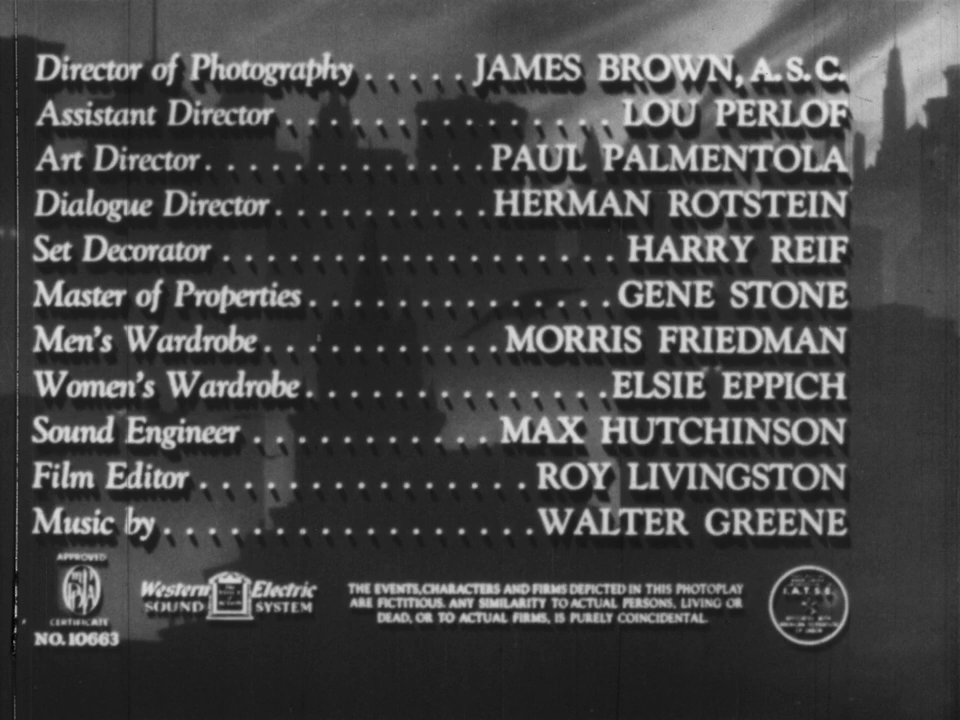 Director of Photography . . . . . JAMES BROWN, A.S.C.
Assistant Director . . . . . . . . . . . . . . . LOU PERLOF
Art Director . . . . . . . . . . . . . PAUL PALMENTOLA
Dialogue Director . . . . . . . . . . HERMAN ROTSTEIN
Set Decorator . . . . . . . . . . . . . . . . . . HARRY REIF
Master of Properties . . . . . . . . . . . . . . GENE STONE
Men's Wardrobe . . . . . . . . . . . MORRIS FRIEDMAN
Women's Wardrobe . . . . . . . . . . . . . . ELSIE EPPICH
Sound Engineer . . . . . . . . . . . MAX HUTCHINSON
Film Editor . . . . . . . . . . . . . . . ROY LIVINGSTON
Music by . . . . . . . . . . . . . . . . . WALTER GREENE
APPROVED
CERTIFICATE
NO. 10663
Western Electric
SOUND SYSTEM
THE EVENTS, CHARACTERS AND FIRMS DEPICTED IN THIS PHOTOPLAY
ARE FICTITIOUS. ANY SIMILARITY TO ACTUAL PERSONS, LIVING OR
DEAD, OR TO ACTUAL FIRMS, IS PURELY COINCIDENTAL.
I.A.T.S.E.